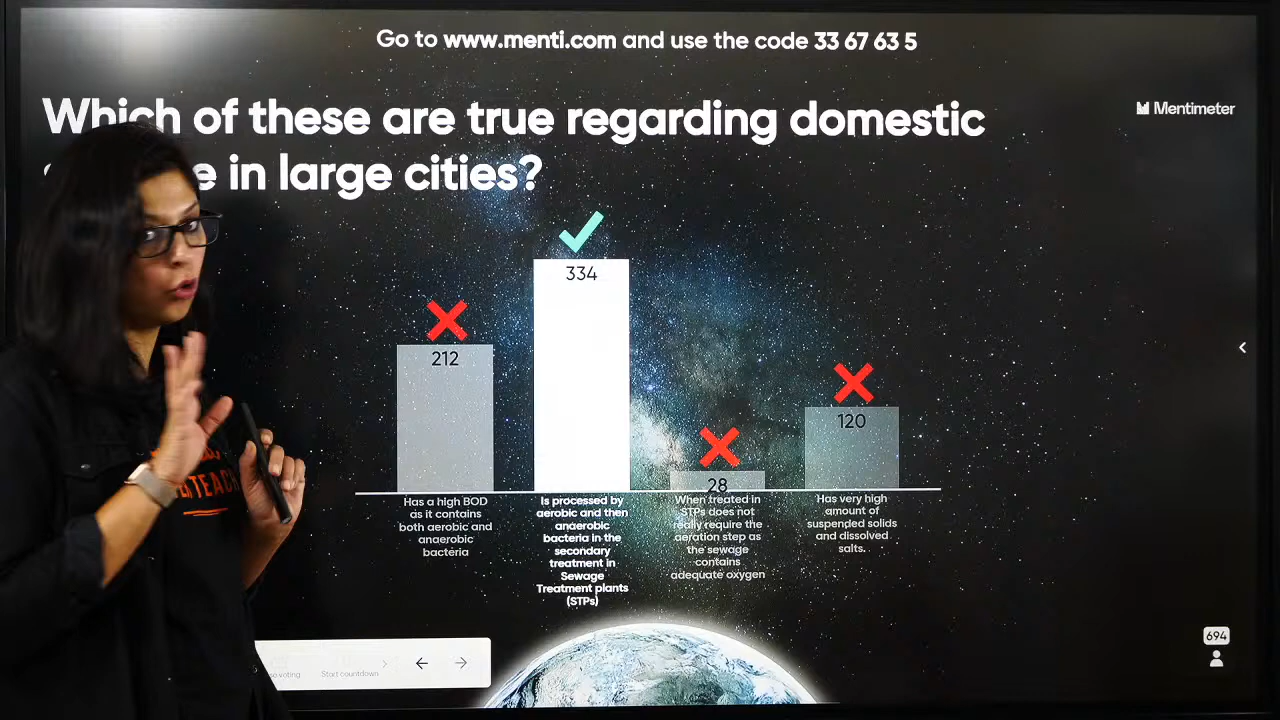 Go to www.menti.com and use the code 33 67 63 5
Which of these are true regarding domestic
in large cities?
Mentimeter
212
334
28
120
Has a high BOD
as it contains
both aerobic and
anaerobic
bacteria
Is processed by
aerobic and then
anaerobic
bacteria in the
secondary
treatment in
Sewage
Treatment plants
(STPs)
When treated in
STPs does not
really require the
aeration step as
the sewage
contains
adequate oxygen
Has very high
amount of
suspended solids
and dissolved
salts.
TEACH
voting
Start countdown
694